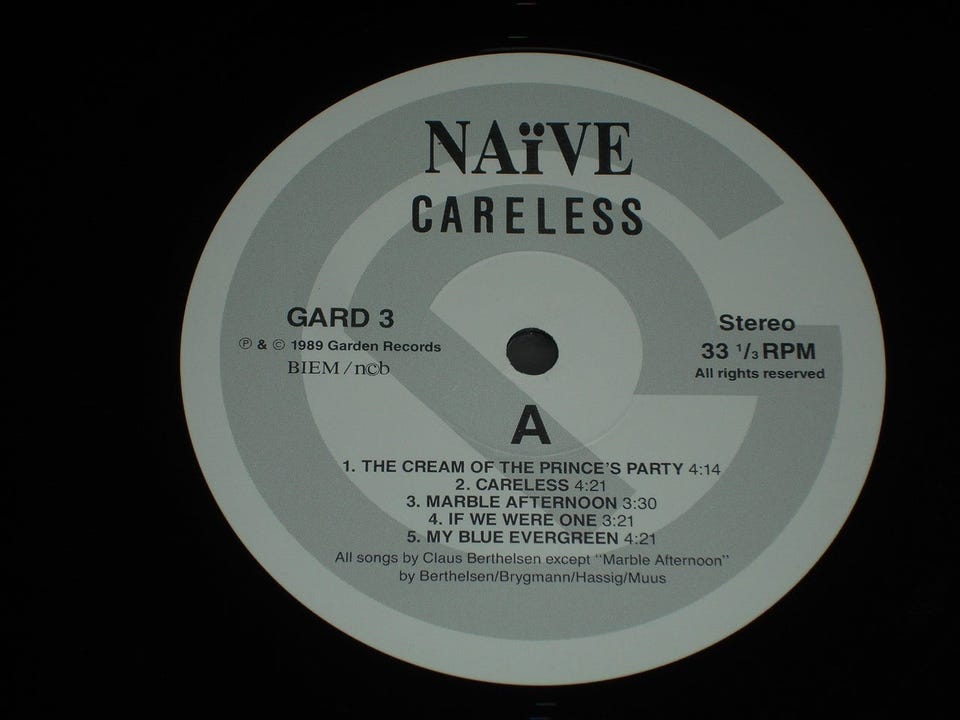 NAïVE
CARELESS
GARD 3
℗ & © 1989 Garden Records
BIEM/n©b
Stereo
33 1/3 RPM
All rights reserved
A
1. THE CREAM OF THE PRINCE'S PARTY 4:14
2. CARELESS 4:21
3. MARBLE AFTERNOON 3:30
4. IF WE WERE ONE 3:21
5. MY BLUE EVERGREEN 4:21
All songs by Claus Berthelsen except "Marble Afternoon"
by Berthelsen/Brygmann/Hassig/Muus